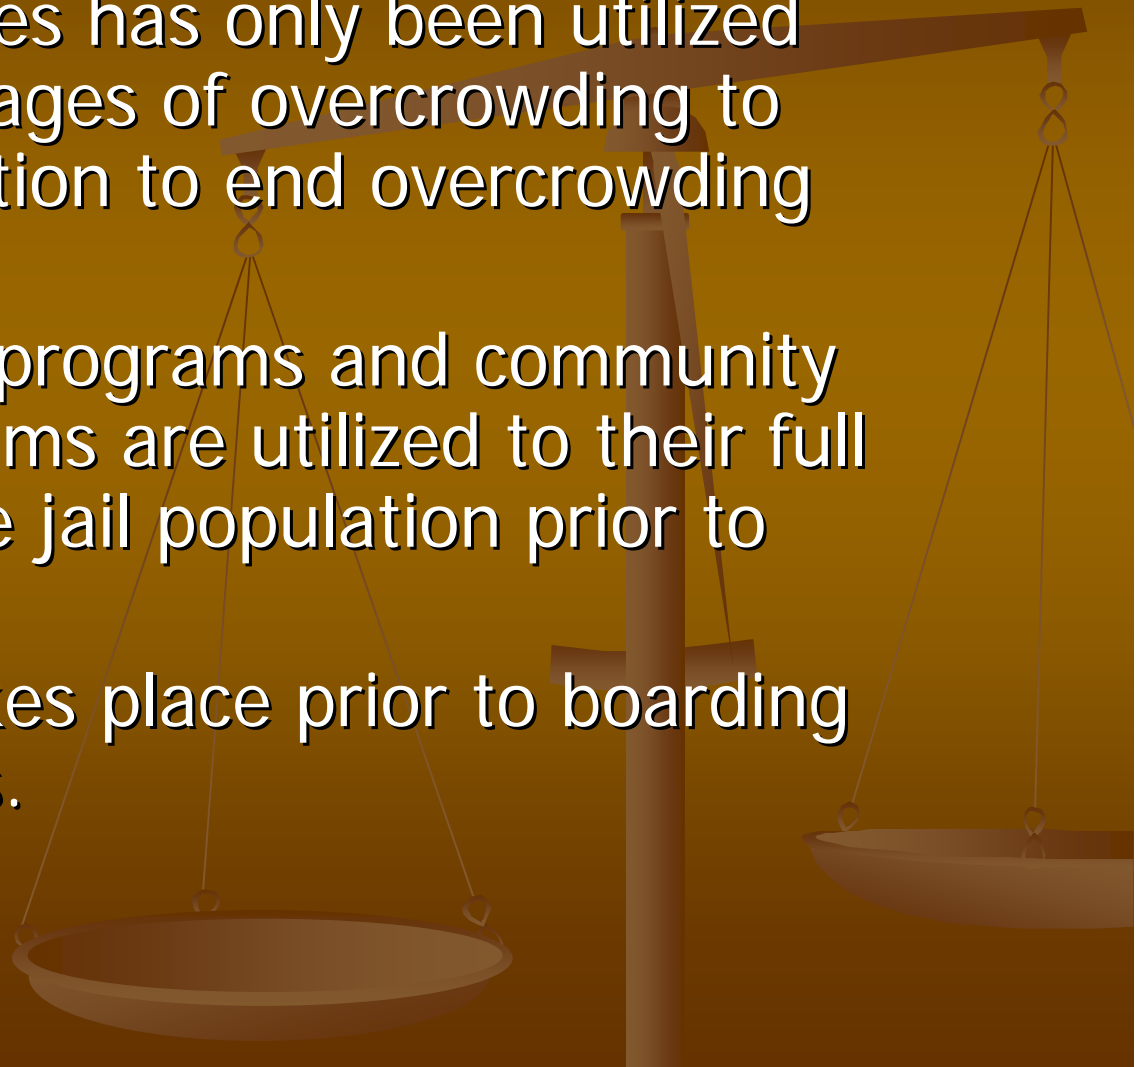 es has only been utilized
ages of overcrowding to
tion to end overcrowding
programs and community
ms are utilized to their full
e jail population prior to
kes place prior to boarding
s.